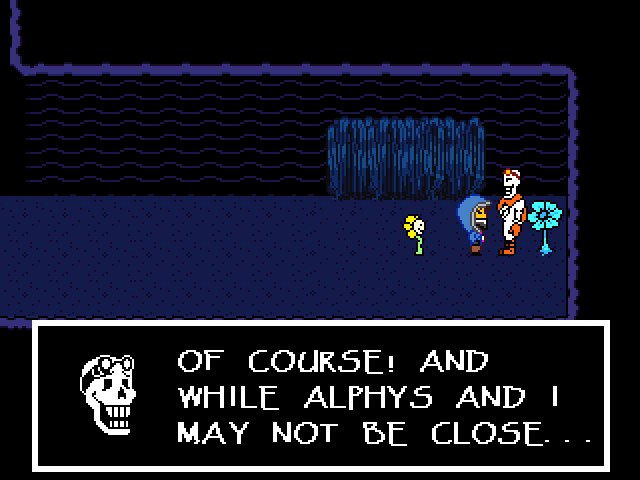 OF COURSE! AND
WHILE ALPHYS AND I
MAY NOT BE CLOSE...